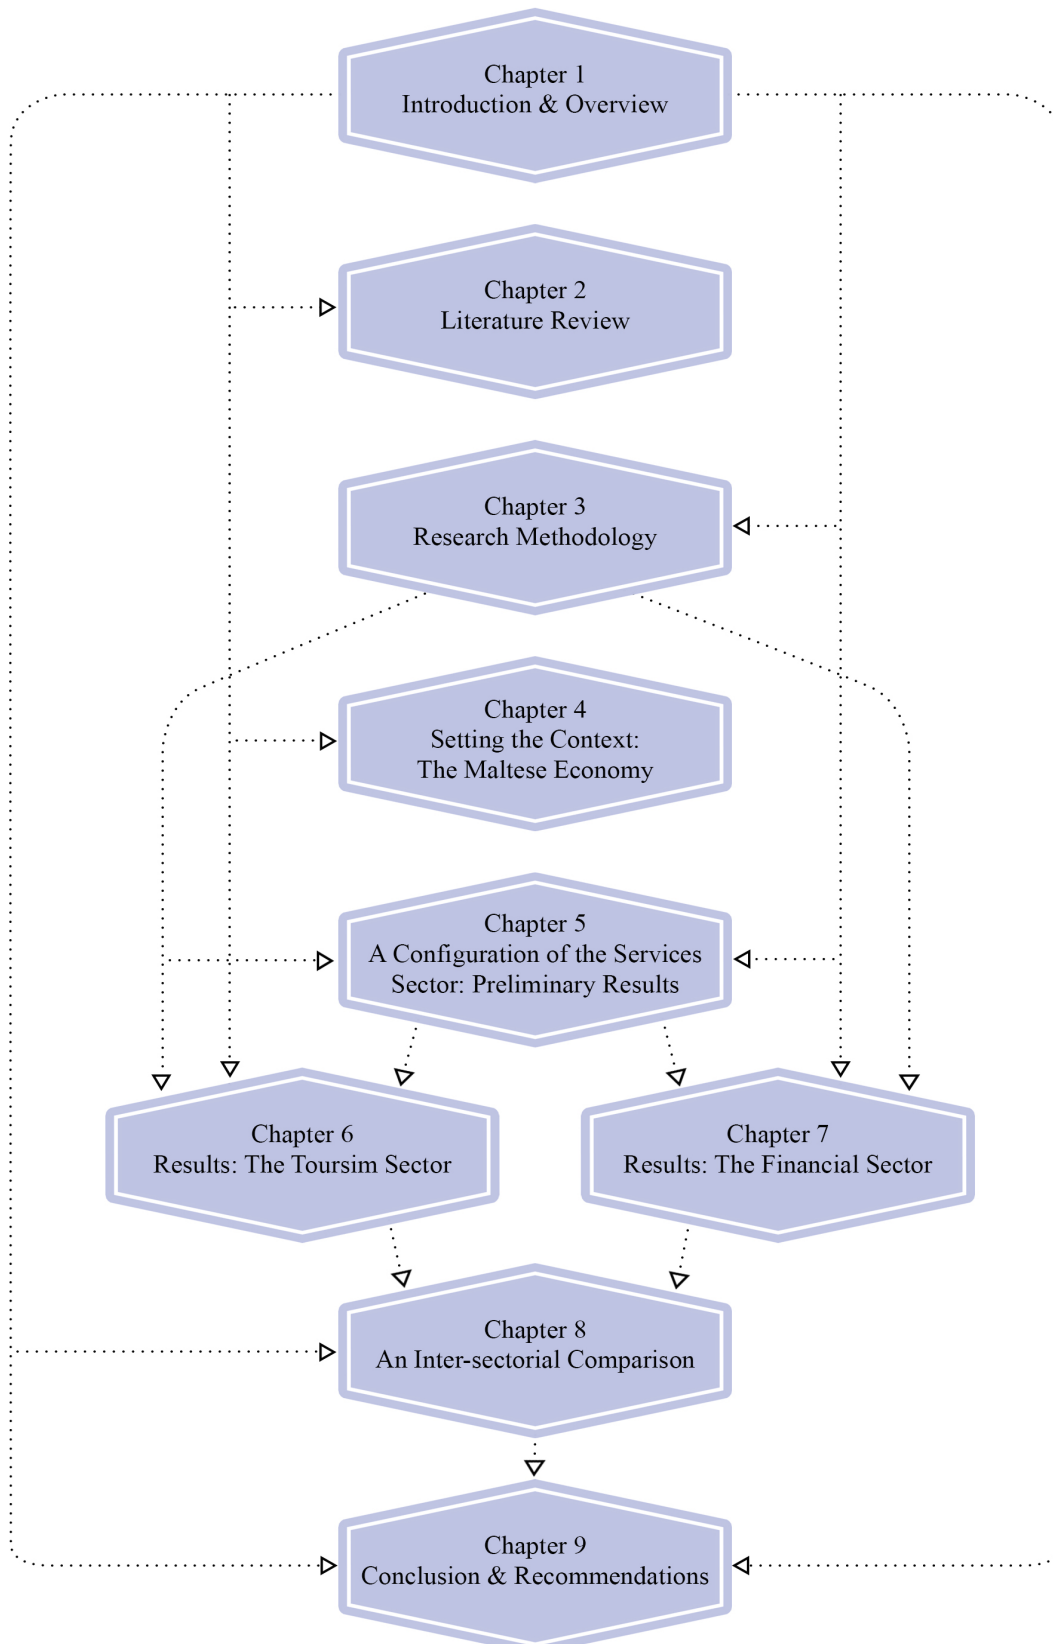 Chapter 1
Introduction & Overview
Chapter 2
Literature Review
Chapter 3
Research Methodology
Chapter 4
Setting the Context:
The Maltese Economy
Chapter 5
A Configuration of the Services
Sector: Preliminary Results
Chapter 6
Results: The Toursim Sector
Chapter 7
Results: The Financial Sector
Chapter 8
An Inter-sectorial Comparison
Chapter 9
Conclusion & Recommendations